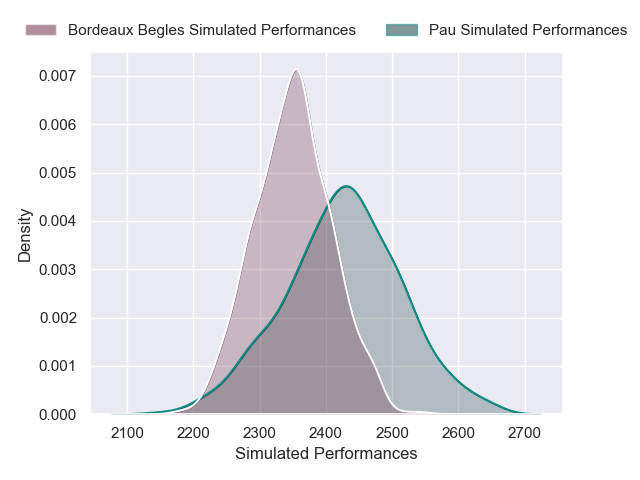 Bordeaux Begles Simulated Performances
Pau Simulated Performances
0.007
0.006
0.005
0.004
0.003
0.002
0.001
0.000
Density
2100 2200 2300 2400 2500 2600 2700
Simulated Performances